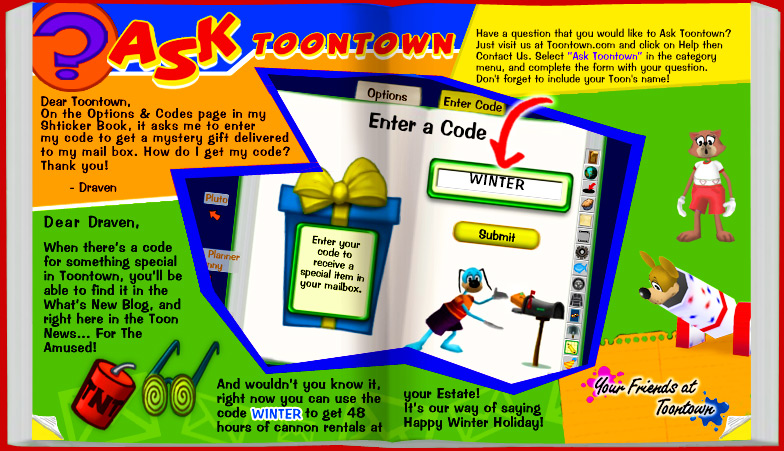 ?
ASK TOONTOWN
Have a question that you would like to Ask Toontown?
Just visit us at Toontown.com and click on Help then
Contact Us. Select "Ask Toontown" in the category
menu, and complete the form with your question.
Don't forget to include your Toon's name!
Dear Toontown,
On the Options & Codes page in my
Shticker Book, it asks me to enter
my code to get a mystery gift delivered
to my mail box. How do I get my code?
Thank you!
- Draven
Options
Enter Code
Enter a Code
WINTER
Submit
Pluto
Planner
Enter your
code to
receive a
special item in
your mailbox.
Dear Draven,
When there's a code
for something special
in Toontown, you'll be
able to find it in the
What's New Blog, and
right here in the Toon
News... For The
Amused!
TNT
And wouldn't you know it,
right now you can use the
code WINTER to get 48
hours of cannon rentals at
your Estate!
It's our way of saying
Happy Winter Holiday!
Your Friends at
Toontown